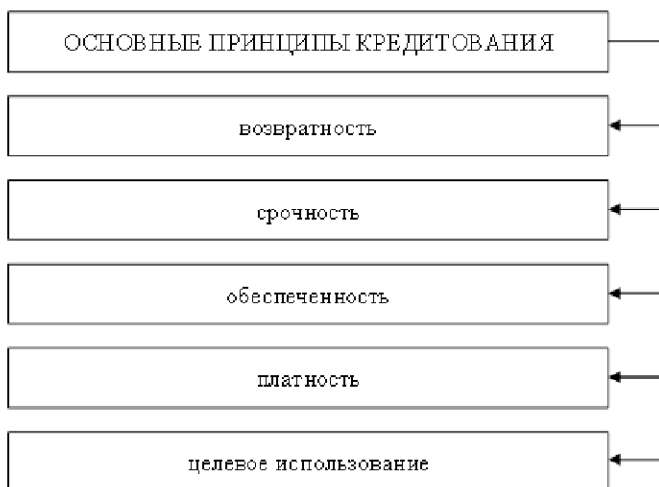 ОСНОВНЫЕ ПРИНЦИПЫ КРЕДИТОВАНИЯ
возвратность
срочность
обеспеченность
платность
целевое использование